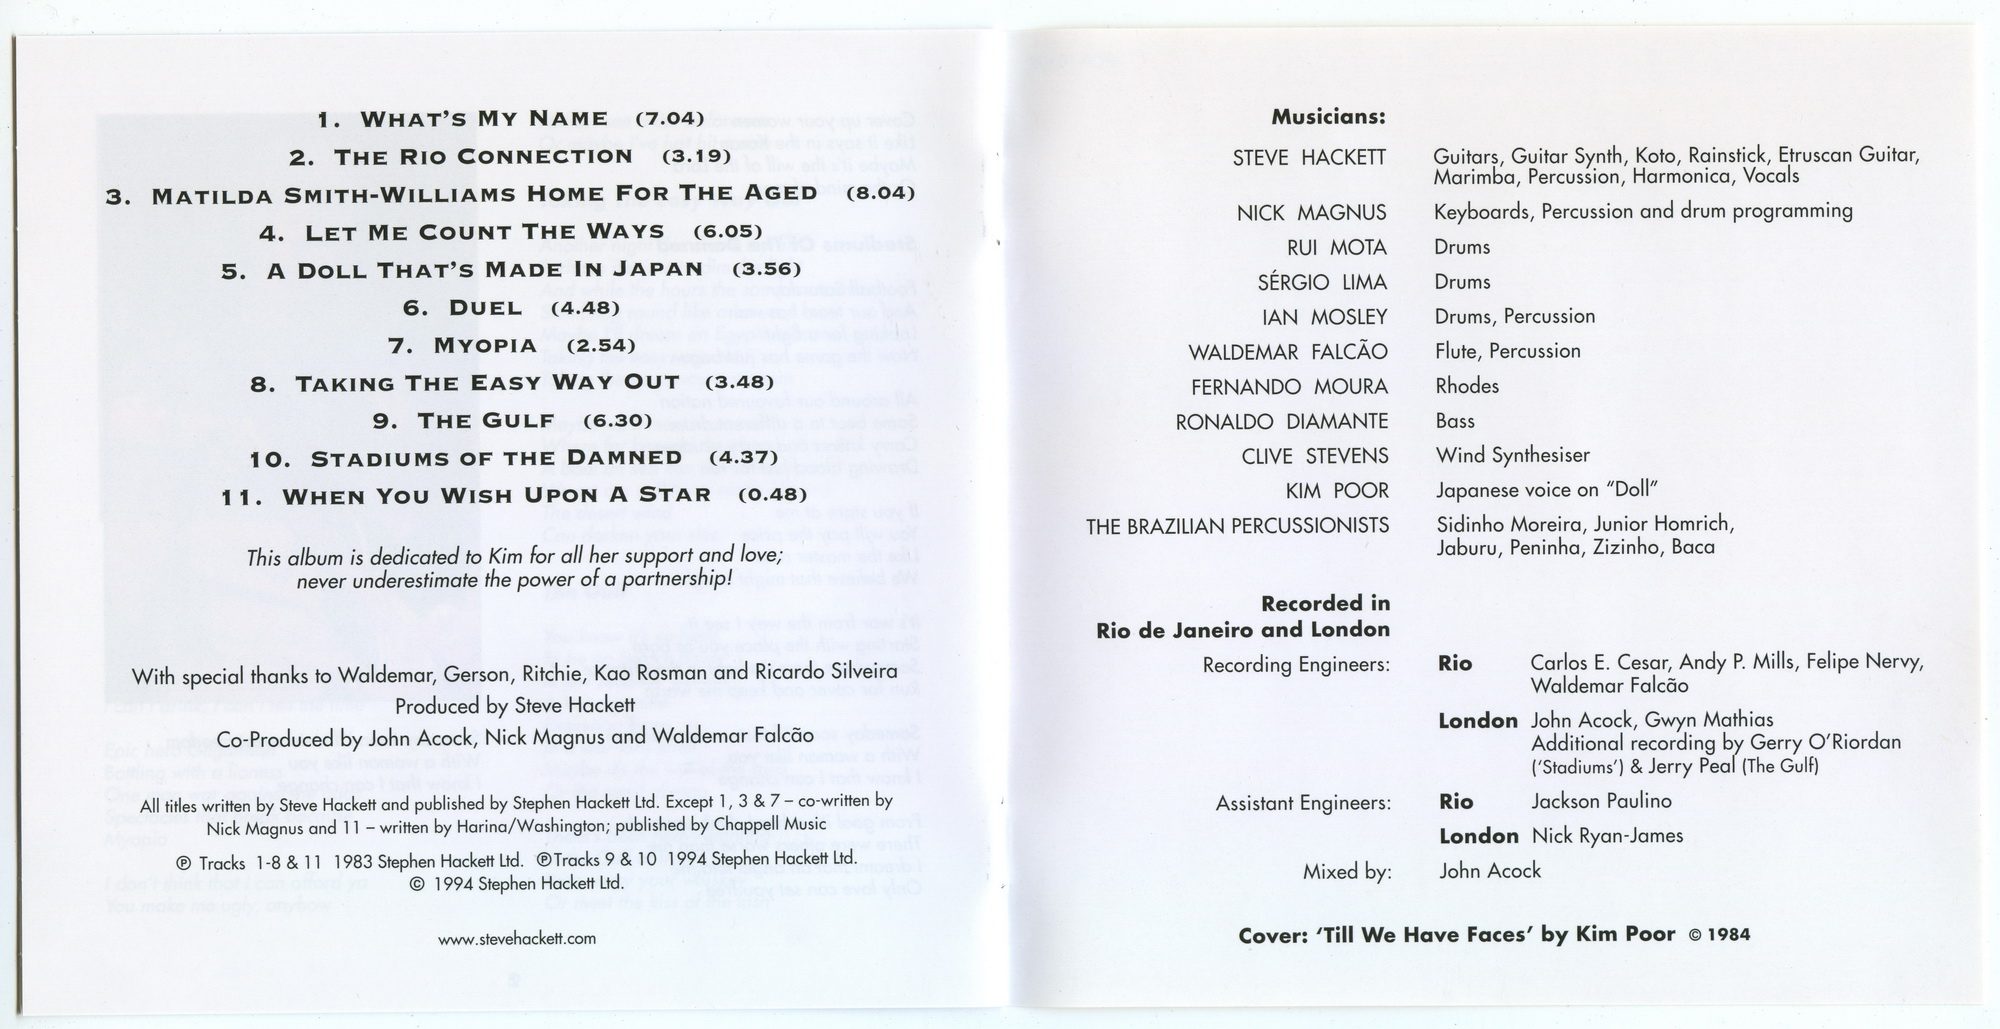 1. WHAT'S MY NAME (7.04)
2. THE RIO CONNECTION (3.19)
3. MATILDA SMITH-WILLIAMS HOME FOR THE AGED (8.04)
4. LET ME COUNT THE WAYS (6.05)
5. A DOLL THAT'S MADE IN JAPAN (3.56)
6. DUEL (4.48)
7. MYOPIA (2.54)
8. TAKING THE EASY WAY OUT (3.48)
9. THE GULF (6.30)
10. STADIUMS OF THE DAMNED (4.37)
11. WHEN YOU WISH UPON A STAR (0.48)
This album is dedicated to Kim for all her support and love;
never underestimate the power of a partnership!
With special thanks to Waldemar, Gerson, Ritchie, Kao Rosman and Ricardo Silveira
Produced by Steve Hackett
Co-Produced by John Acock, Nick Magnus and Waldemar Falcão
All titles written by Steve Hackett and published by Stephen Hackett Ltd. Except 1, 3 & 7 – co-written by
Nick Magnus and 11 – written by Harina/Washington; published by Chappell Music
℗ Tracks 1-8 & 11 1983 Stephen Hackett Ltd. ℗Tracks 9 & 10 1994 Stephen Hackett Ltd.
© 1994 Stephen Hackett Ltd.
www.stevehackett.com
Musicians:
STEVE HACKETT Guitars, Guitar Synth, Koto, Rainstick, Etruscan Guitar,
Marimba, Percussion, Harmonica, Vocals
NICK MAGNUS Keyboards, Percussion and drum programming
RUI MOTA Drums
SÉRGIO LIMA Drums
IAN MOSLEY Drums, Percussion
WALDEMAR FALCÃO Flute, Percussion
FERNANDO MOURA Rhodes
RONALDO DIAMANTE Bass
CLIVE STEVENS Wind Synthesiser
KIM POOR Japanese voice on "Doll"
THE BRAZILIAN PERCUSSIONISTS Sidinho Moreira, Junior Homrich,
Jaburu, Peninha, Zizinho, Baca
Recorded in
Rio de Janeiro and London
Recording Engineers: Rio Carlos E. Cesar, Andy P. Mills, Felipe Nervy,
Waldemar Falcão
London John Acock, Gwyn Mathias
Additional recording by Gerry O'Riordan
('Stadiums') & Jerry Peal (The Gulf)
Assistant Engineers: Rio Jackson Paulino
London Nick Ryan-James
Mixed by: John Acock
Cover: 'Till We Have Faces' by Kim Poor © 1984